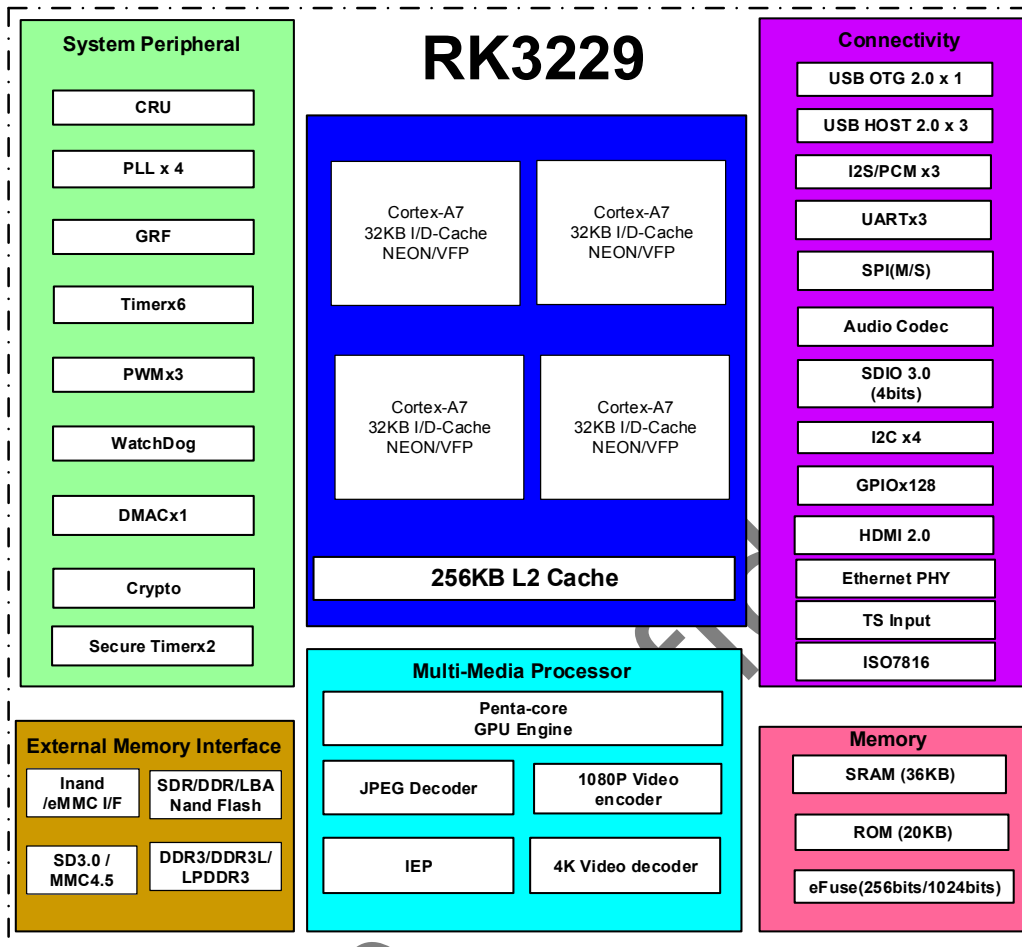 RK3229
System Peripheral
CRU
PLL x 4
GRF
Timerx6
PWMx3
WatchDog
DMACx1
Crypto
Secure Timerx2
Cortex-A7
32KB I/D-Cache
NEON/VFP
Cortex-A7
32KB I/D-Cache
NEON/VFP
Cortex-A7
32KB I/D-Cache
NEON/VFP
Cortex-A7
32KB I/D-Cache
NEON/VFP
256KB L2 Cache
Connectivity
USB OTG 2.0 x 1
USB HOST 2.0 x 3
I2S/PCM x3
UARTx3
SPI(M/S)
Audio Codec
SDIO 3.0
(4bits)
I2C x4
GPIOx128
HDMI 2.0
Ethernet PHY
TS Input
ISO7816
External Memory Interface
Inand
/eMMC I/F
SDR/DDR/LBA
Nand Flash
SD3.0 /
MMC4.5
DDR3/DDR3L/
LPDDR3
Multi-Media Processor
Penta-core
GPU Engine
JPEG Decoder
1080P Video
encoder
IEP
4K Video decoder
Memory
SRAM (36KB)
ROM (20KB)
eFuse(256bits/1024bits)